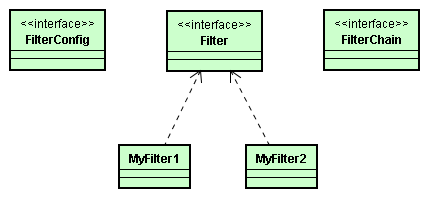 <<interface>>
FilterConfig
<<interface>>
Filter
<<interface>>
FilterChain
MyFilter1
MyFilter2